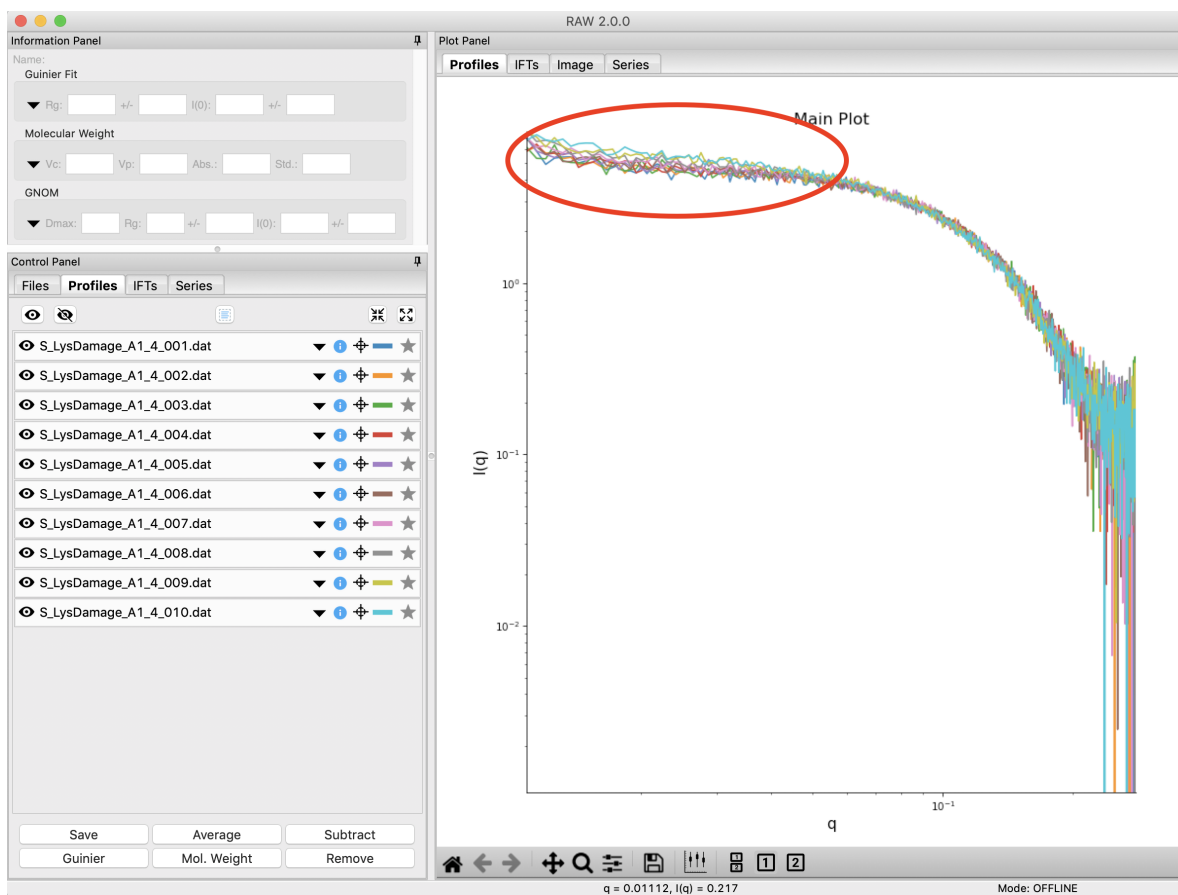 RAW 2.0.0
Information Panel
Name:
Guinier Fit
Rg: +/- I(0): +/-
Molecular Weight
Vc: Vp: Abs.: Std.:
GNOM
Dmax: Rg: +/- I(0): +/-
Control Panel
Files Profiles IFTs Series
S_LysDamage_A1_4_001.dat
S_LysDamage_A1_4_002.dat
S_LysDamage_A1_4_003.dat
S_LysDamage_A1_4_004.dat
S_LysDamage_A1_4_005.dat
S_LysDamage_A1_4_006.dat
S_LysDamage_A1_4_007.dat
S_LysDamage_A1_4_008.dat
S_LysDamage_A1_4_009.dat
S_LysDamage_A1_4_010.dat
Save Average Subtract
Guinier Mol. Weight Remove
Plot Panel
Profiles IFTs Image Series
Main Plot
I(q)
10⁰
10⁻¹
10⁻²
10⁻¹
q
1
2
1
2
q = 0.01112, I(q) = 0.217
Mode: OFFLINE